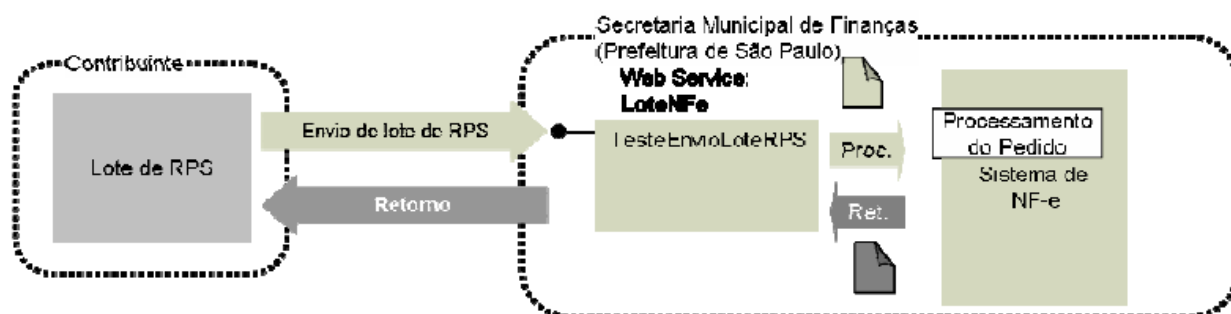 Secretaria Municipal de Finanças
(Prefeitura de São Paulo)
Contribuinte
Web Service:
LoteNFe
Lote de RPS
Envio de lote de RPS
TesteEnvioLoteRPS
Proc.
Processamento
do Pedido
Sistema de
NF-e
Retorno
Ret.